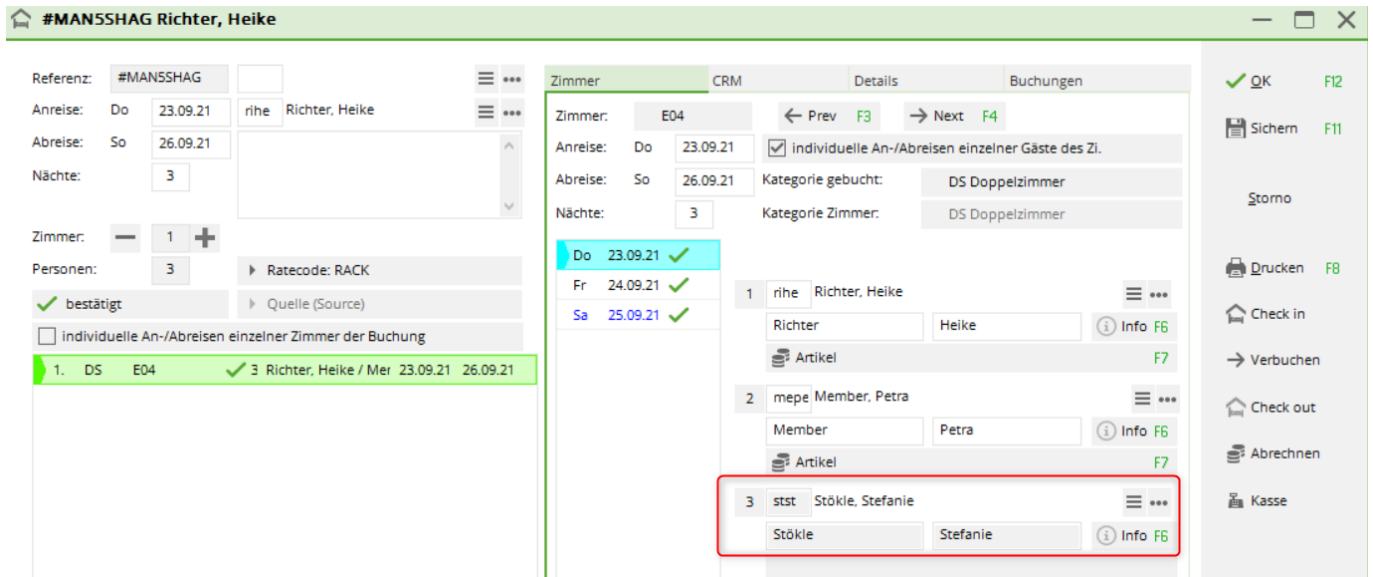 #MAN5SHAG Richter, Heike
Referenz: #MAN5SHAG
Anreise: Do 23.09.21 rihe Richter, Heike
Abreise: So 26.09.21
Nächte: 3
Zimmer: 1
Personen: 3 Ratecode: RACK
bestätigt Quelle (Source)
individuelle An-/Abreisen einzelner Zimmer der Buchung
1. DS E04 3 Richter, Heike / Mer 23.09.21 26.09.21
Zimmer CRM Details Buchungen
Zimmer: E04 Prev F3 Next F4
Anreise: Do 23.09.21 individuelle An-/Abreisen einzelner Gäste des Zi.
Abreise: So 26.09.21 Kategorie gebucht: DS Doppelzimmer
Nächte: 3 Kategorie Zimmer: DS Doppelzimmer
Do 23.09.21
Fr 24.09.21
Sa 25.09.21
1 rihe Richter, Heike
Richter Heike Info F6
Artikel F7
2 mepe Member, Petra
Member Petra Info F6
Artikel F7
3 stst Stökle, Stefanie
Stökle Stefanie Info F6
OK F12
Sichern F11
Storno
Drucken F8
Check in
Verbuchen
Check out
Abrechnen
Kasse